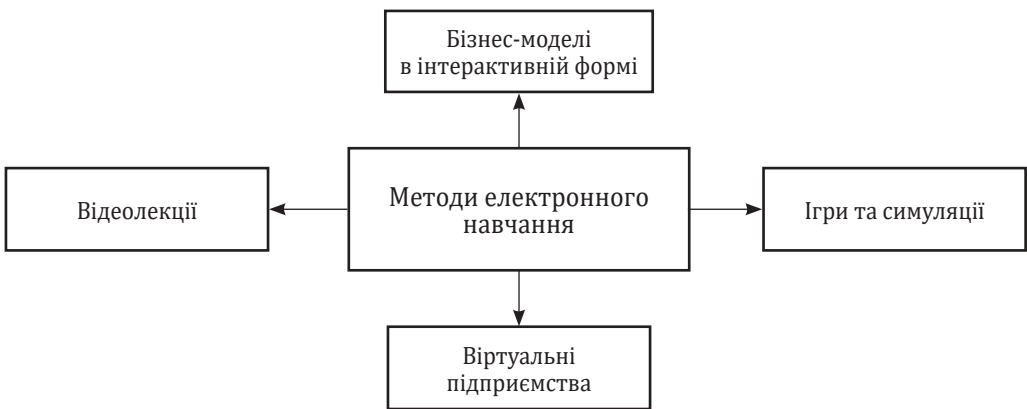 Бізнес-моделі
в інтерактивній формі
Відеолекції
Методи електронного
навчання
Ігри та симуляції
Віртуальні
підприємства